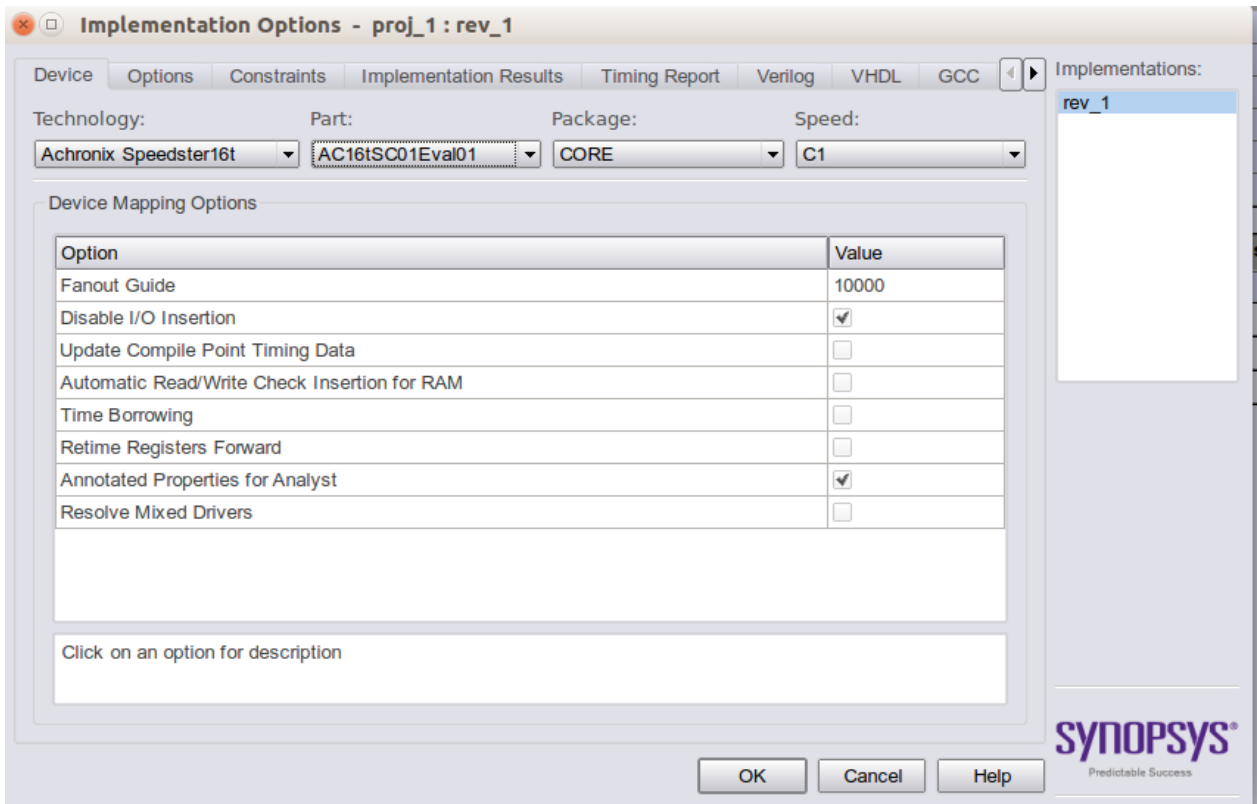 Implementation Options - proj_1 : rev_1
Device Options Constraints Implementation Results Timing Report Verilog VHDL GCC
Implementations:
rev_1
Technology: Part: Package: Speed:
Achronix Speedster16t AC16tSC01Eval01 CORE C1
Device Mapping Options
Option Value
Fanout Guide 10000
Disable I/O Insertion
Update Compile Point Timing Data
Automatic Read/Write Check Insertion for RAM
Time Borrowing
Retime Registers Forward
Annotated Properties for Analyst
Resolve Mixed Drivers
Click on an option for description
OK Cancel Help
SYNOPSYS®
Predictable Success